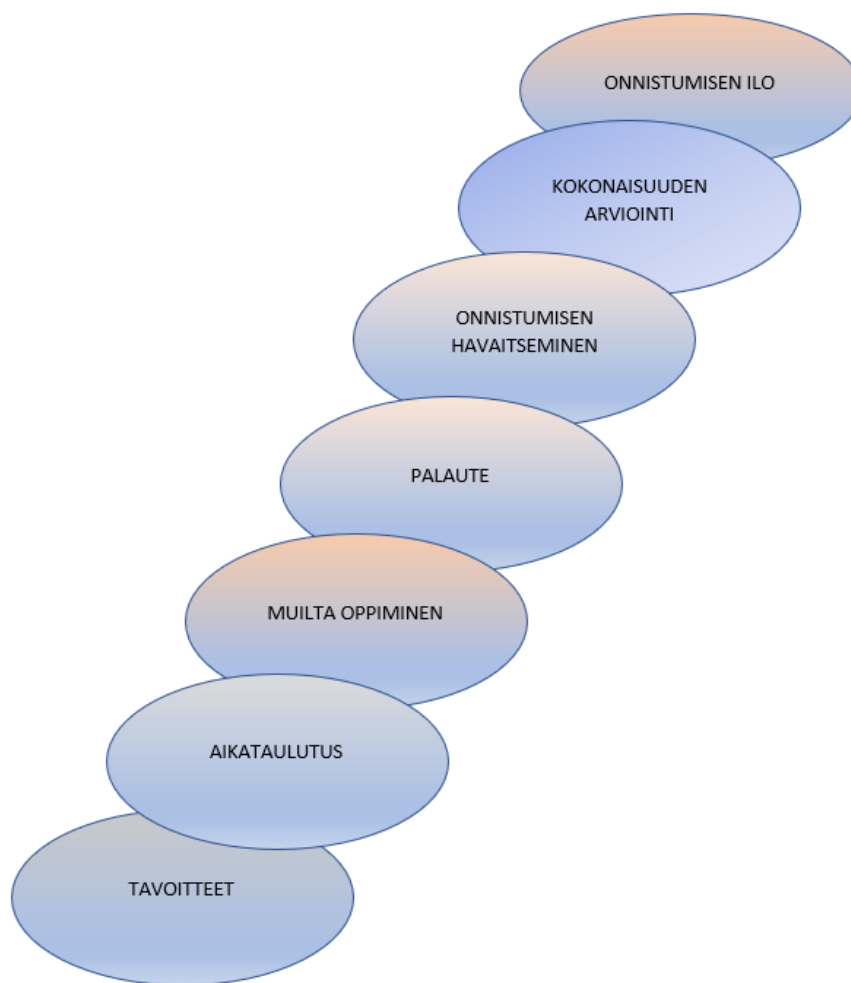 ONNISTUMISEN ILO
KOKONAISUUDEN
ARVIOINTI
ONNISTUMISEN
HAVAITSEMINEN
PALAUTE
MUILTA OPPIMINEN
AIKATAULUTUS
TAVOITTEET